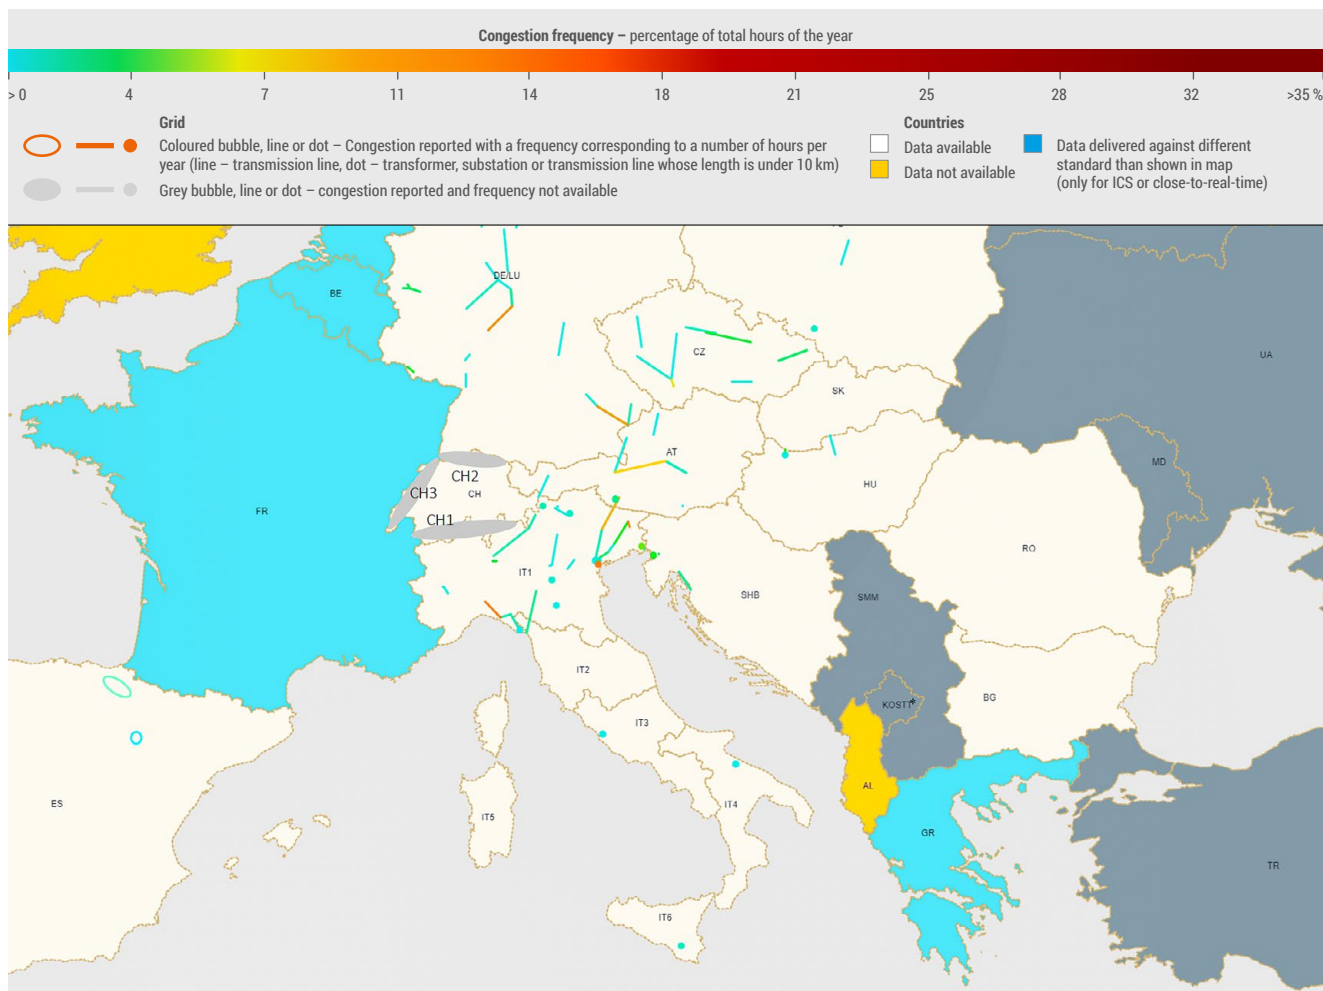 Congestion frequency – percentage of total hours of the year
> 0 4 7 11 14 18 21 25 28 32 >35 %
Grid
Coloured bubble, line or dot – Congestion reported with a frequency corresponding to a number of hours per
year (line – transmission line, dot – transformer, substation or transmission line whose length is under 10 km)
Grey bubble, line or dot – congestion reported and frequency not available
Countries
Data available
Data not available
Data delivered against different
standard than shown in map
(only for ICS or close-to-real-time)
DE/LU
BE
CZ
UA
SK
AT
MD
CH2
CH3
CH
HU
FR
CH1
RO
IT1
SHB
SMM
IT2
BG
KOSTT*
IT3
ES
AL
IT4
IT5
GR
TR
IT6